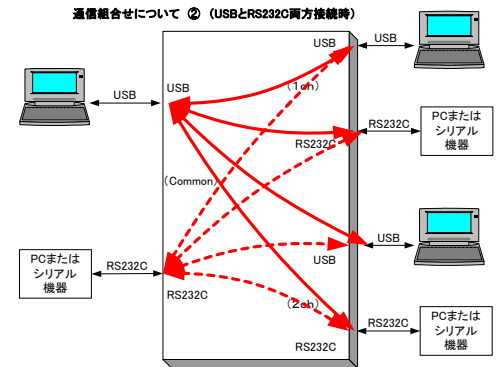 通信組合せについて ② (USBとRS232C両方接続時)
USB
USB
USB
USB
(1ch)
RS232C
RS232C
PCまたは
シリアル
機器
(Common)
PCまたは
シリアル
機器
RS232C
RS232C
USB
USB
(2ch)
RS232C
RS232C
PCまたは
シリアル
機器